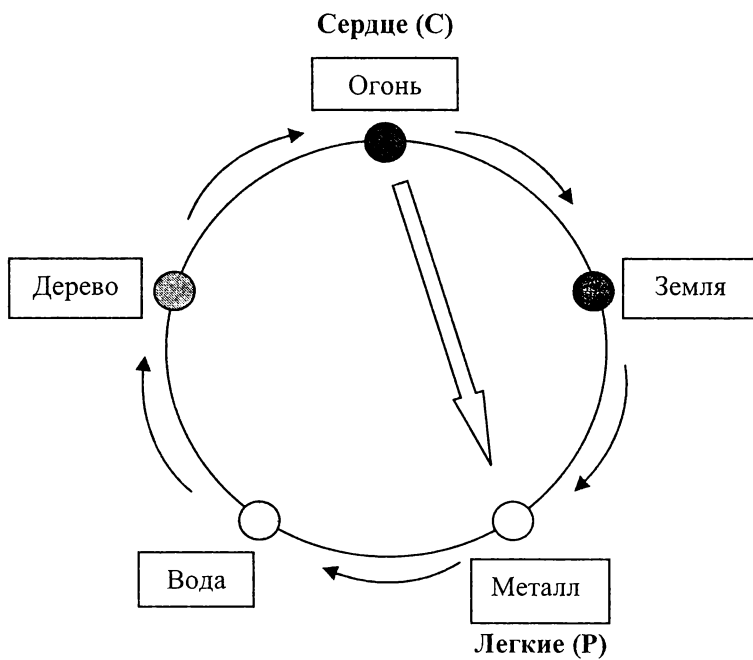 Сердце (С)
Огонь
Дерево
Земля
Вода
Металл
Легкие (Р)